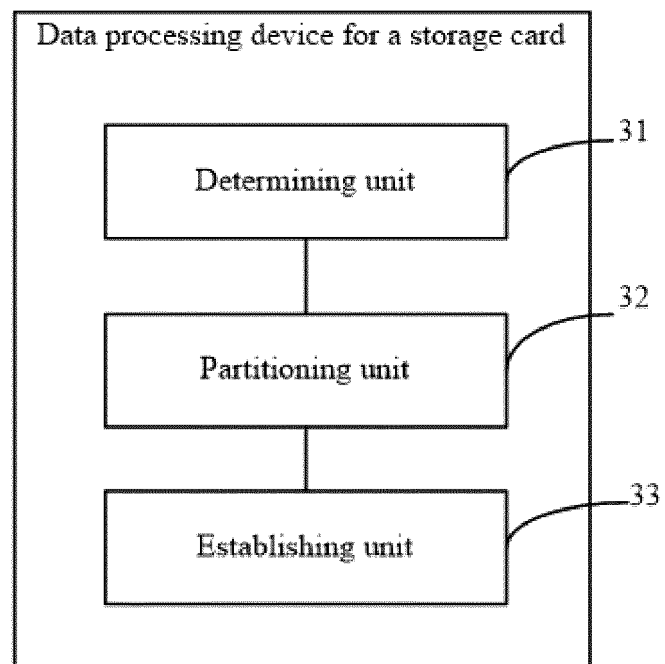 Data processing device for a storage card
31
Determining unit
32
Partitioning unit
33
Establishing unit